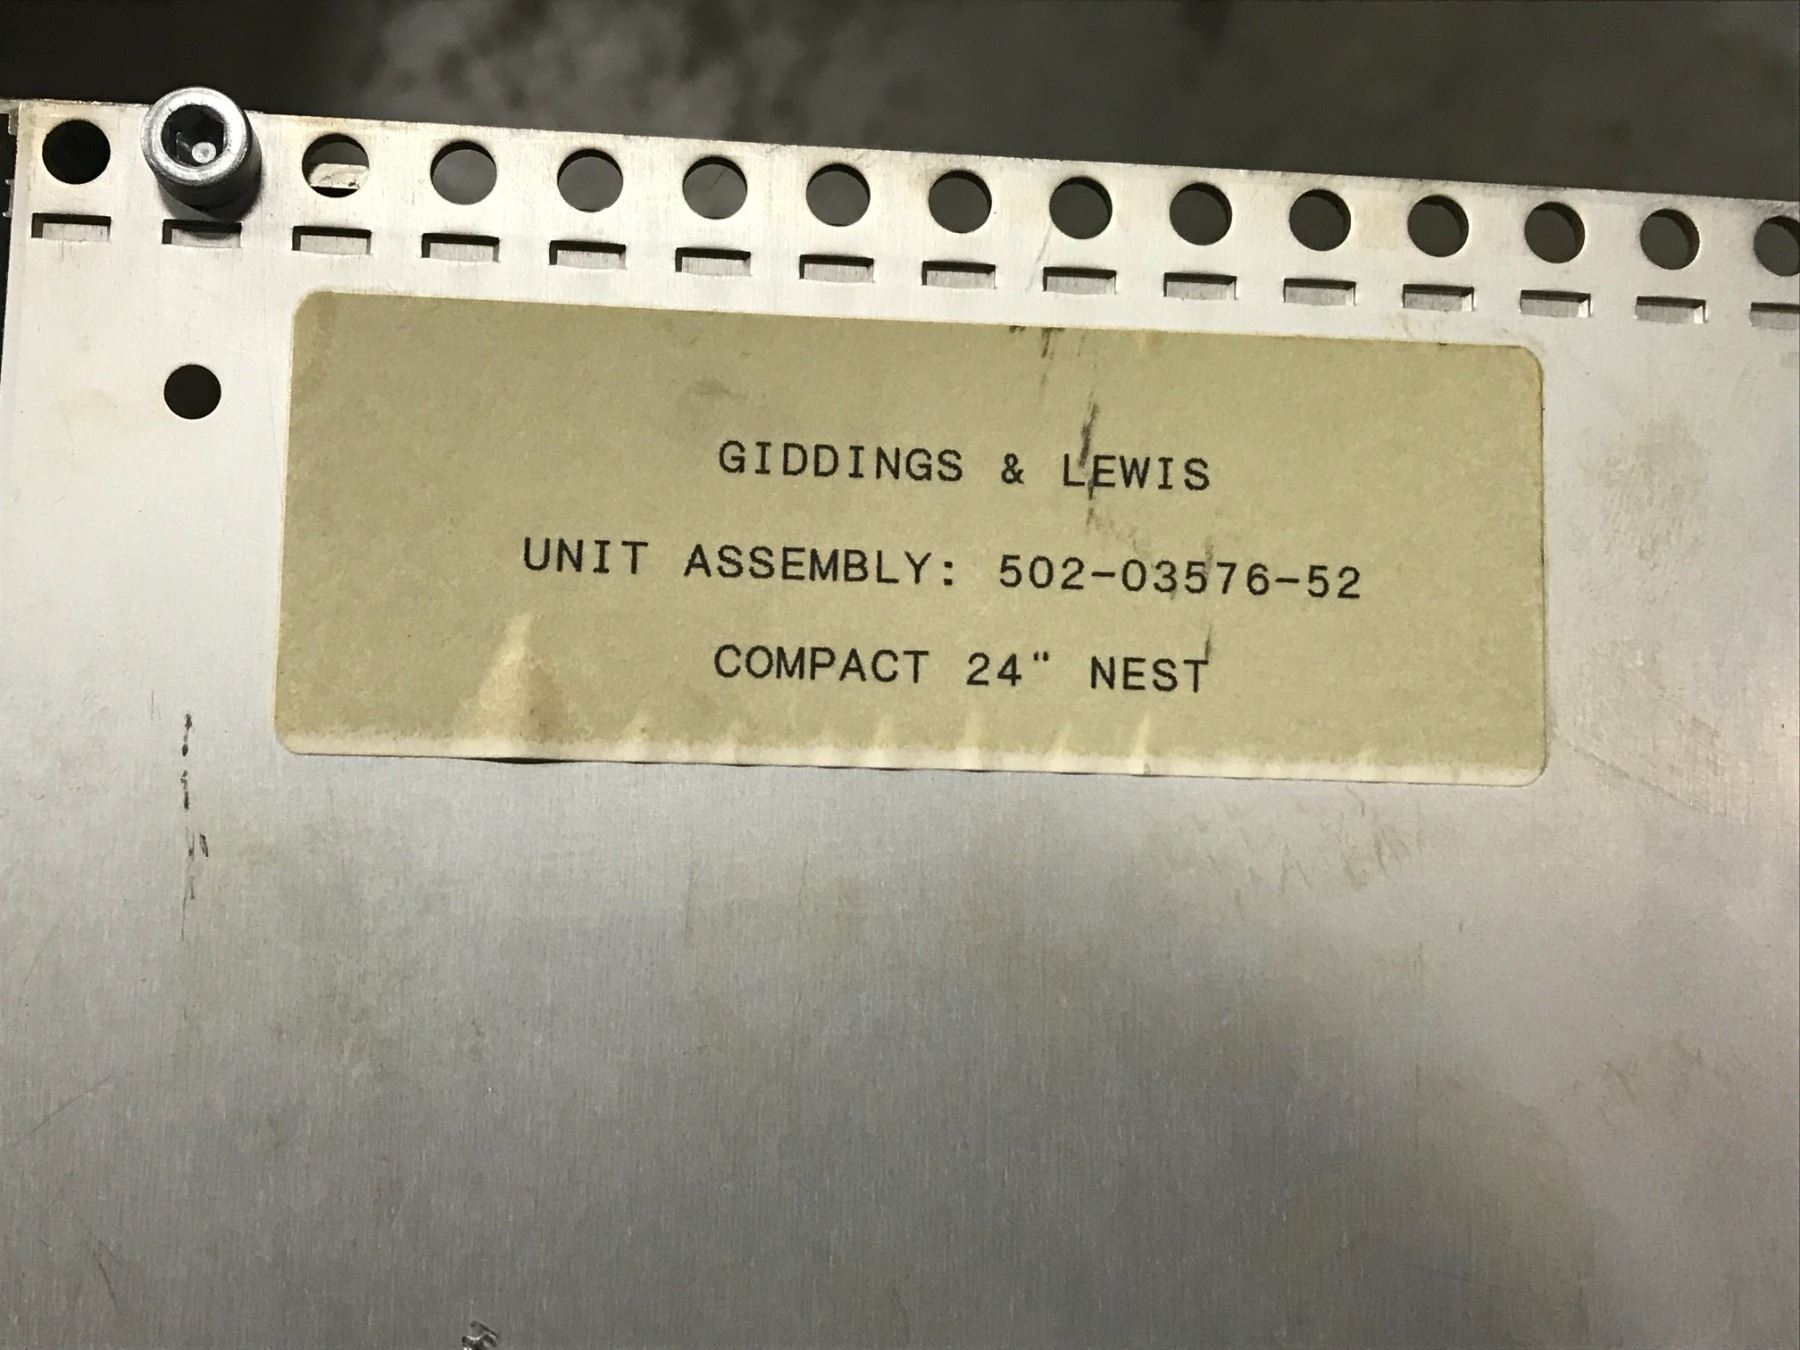 GIDDINGS & LEWIS
UNIT ASSEMBLY: 502-03576-52
COMPACT 24" NEST